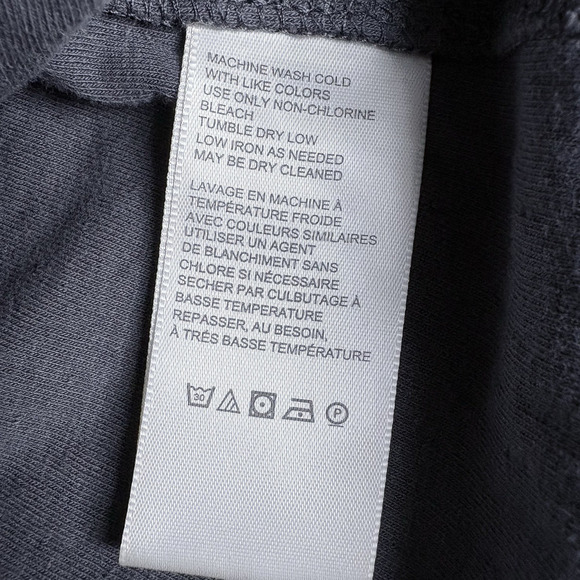 MACHINE WASH COLD
WITH LIKE COLORS
USE ONLY NON-CHLORINE
BLEACH
TUMBLE DRY LOW
LOW IRON AS NEEDED
MAY BE DRY CLEANED
LAVAGE EN MACHINE À
TEMPÉRATURE FROIDE
AVEC COULEURS SIMILAIRES
UTILISER UN AGENT
DE BLANCHIMENT SANS
CHLORE SI NÉCESSAIRE
SECHER PAR CULBUTAGE À
BASSE TEMPERATURE
REPASSER, AU BESOIN,
À TRÈS BASSE TEMPÉRATURE
30 P